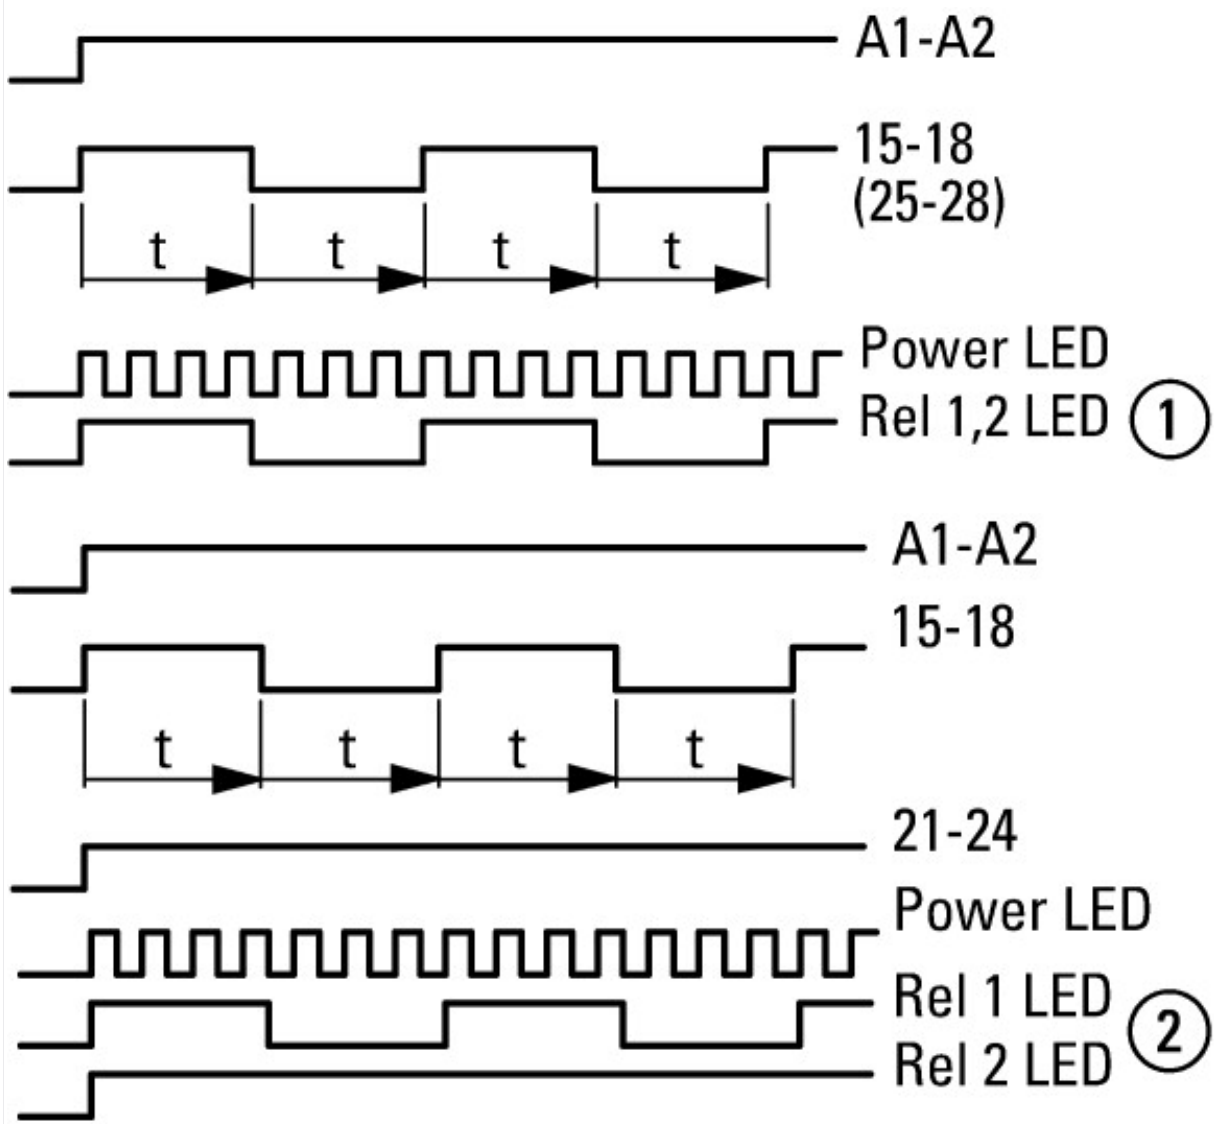 A1-A2
15-18
(25-28)
t t t t
Power LED
Rel 1,2 LED 1
A1-A2
15-18
t t t t
21-24
Power LED
Rel 1 LED
2
Rel 2 LED